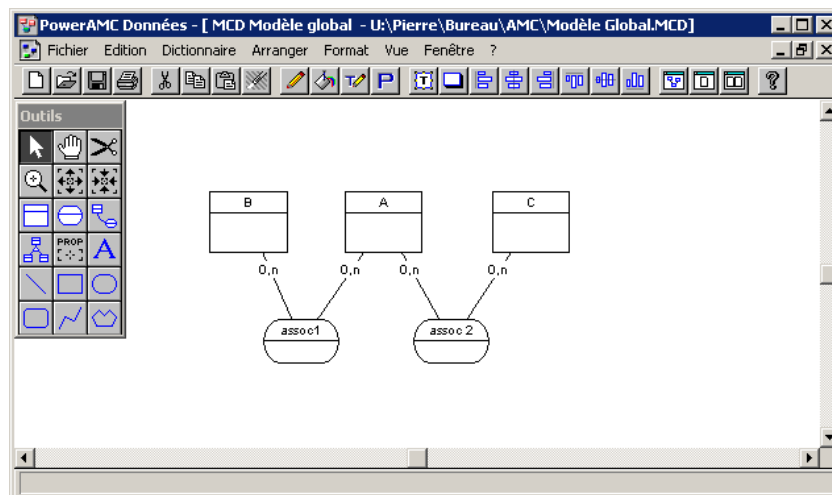 PowerAMC Données - [ MCD Modèle global - U:\Pierre\Bureau\AMC\Modèle Global.MCD]
Fichier Edition Dictionnaire Arranger Format Vue Fenêtre ?
T P T ?
Outils
PROP
A
B A C
0,n 0,n 0,n 0,n
assoc1 assoc 2